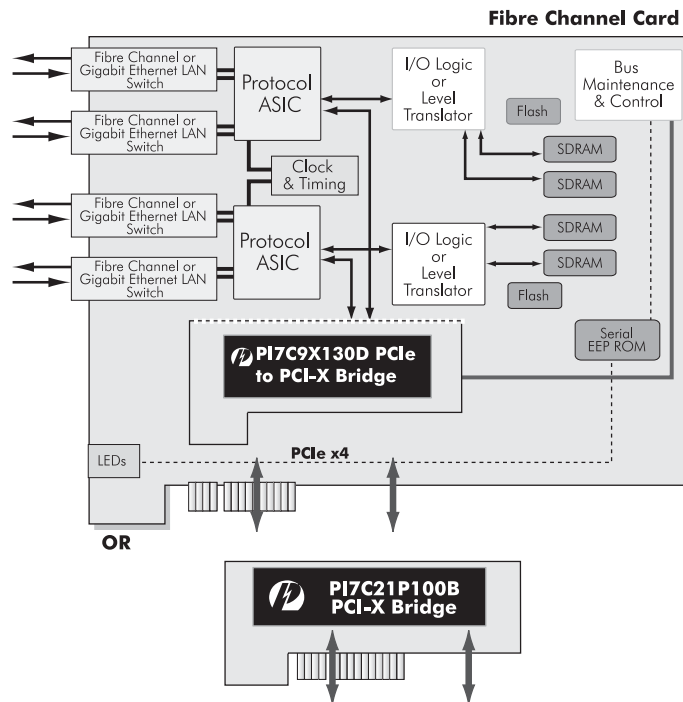 Fibre Channel Card
Fibre Channel or
Gigabit Ethernet LAN
Switch
Fibre Channel or
Gigabit Ethernet LAN
Switch
Fibre Channel or
Gigabit Ethernet LAN
Switch
Fibre Channel or
Gigabit Ethernet LAN
Switch
Protocol
ASIC
Clock
& Timing
Protocol
ASIC
I/O Logic
or
Level
Translator
I/O Logic
or
Level
Translator
Flash
SDRAM
SDRAM
SDRAM
SDRAM
Flash
Bus
Maintenance
& Control
Serial
EEP ROM
PI7C9X130D PCIe
to PCI-X Bridge
LEDs
PCIe x4
OR
PI7C21P100B
PCI-X Bridge